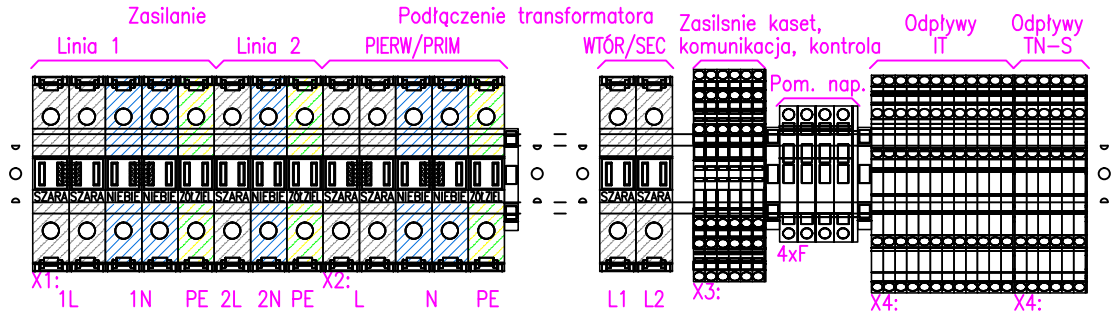 Zasilanie
Podłączenie transformatora
Zasilsnie kaset,
komunikacja, kontrola
Odpływy
IT
Odpływy
TN-S
Linia 1
Linia 2
PIERW/PRIM
WTÓR/SEC
Pom. nap.
SZARA SZARA NIEBIE NIEBIE ŻÓŁZIEL SZARA NIEBIE ŻÓŁZIEL SZARA SZARA NIEBIE NIEBIE ŻÓŁZIEL SZARA SZARA
4xF
X1:
X2:
X3:
X4:
X4:
1L
1N
PE
2L
2N
PE
L
N
PE
L1
L2